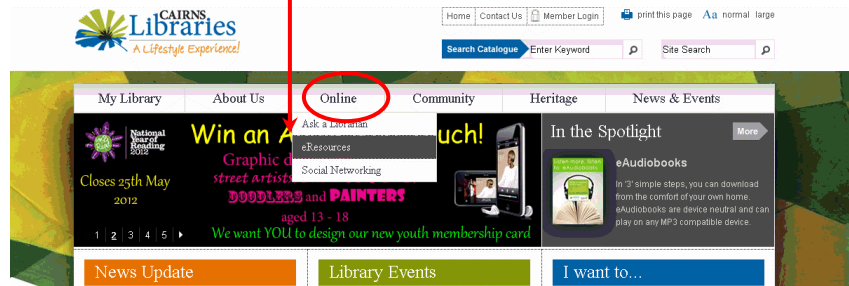 CAIRNS
Libraries
A Lifestyle Experience!
Home Contact Us Member Login print this page Aa normal large
Search Catalogue Enter Keyword Site Search
My Library About Us Online Community Heritage News & Events
Ask a Librarian
eResources
Social Networking
National
Year of
Reading
2012
Win an A uch!
Graphic d
street artists
DOODLERS and PAINTERS
aged 13 - 18
We want YOU to design our new youth membership card
Closes 25th May
2012
1 2 3 4 5
In the Spotlight More
eAudiobooks
In '3' simple steps, you can download
from the comfort of your own home.
eAudiobooks are device neutral and can
play on any MP3 compatible device.
News Update Library Events I want to...